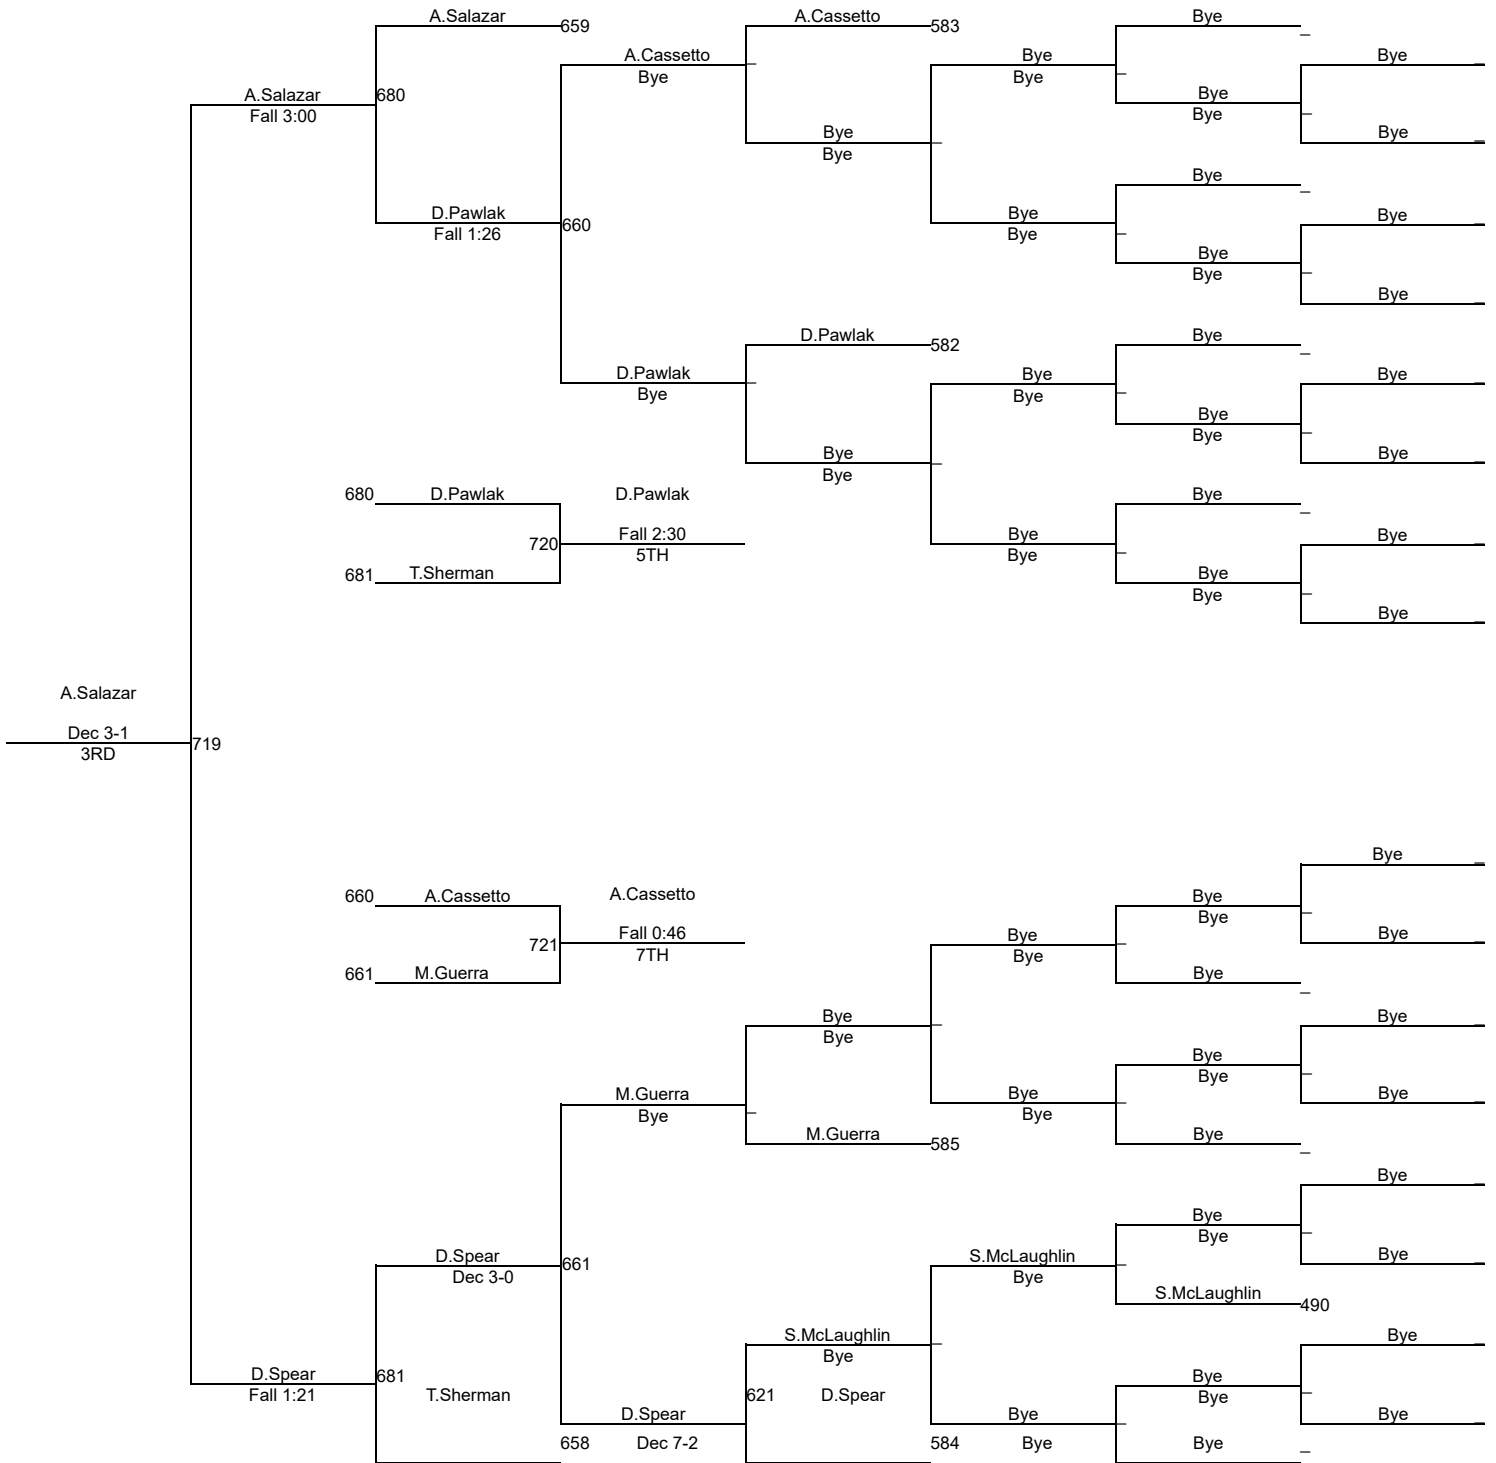 A.Salazar A.Cassetto Bye
659 583
A.Cassetto Bye Bye
Bye Bye
A.Salazar 680 Bye
Fall 3:00 Bye
Bye Bye
Bye
Bye
D.Pawlak Bye Bye
Fall 1:26 660 Bye
Bye
Bye
Bye
D.Pawlak Bye
582
D.Pawlak Bye Bye
Bye Bye
Bye
Bye
Bye Bye
Bye
680 D.Pawlak D.Pawlak Bye
Fall 2:30 Bye Bye
720
5TH Bye
681 T.Sherman Bye
Bye
Bye
A.Salazar
Dec 3-1
719
3RD
Bye
660 A.Cassetto A.Cassetto Bye
Bye
Fall 0:46 Bye Bye
721
7TH Bye
661 M.Guerra Bye
Bye Bye
Bye
Bye
Bye
M.Guerra Bye Bye
Bye Bye
M.Guerra 585 Bye
Bye
Bye
Bye
D.Spear 661 S.McLaughlin Bye
Dec 3-0 Bye
S.McLaughlin 490
S.McLaughlin Bye
Bye
D.Spear 681 Bye
Fall 1:21 T.Sherman 621 D.Spear Bye
D.Spear Bye Bye
658 Dec 7-2 584 Bye Bye